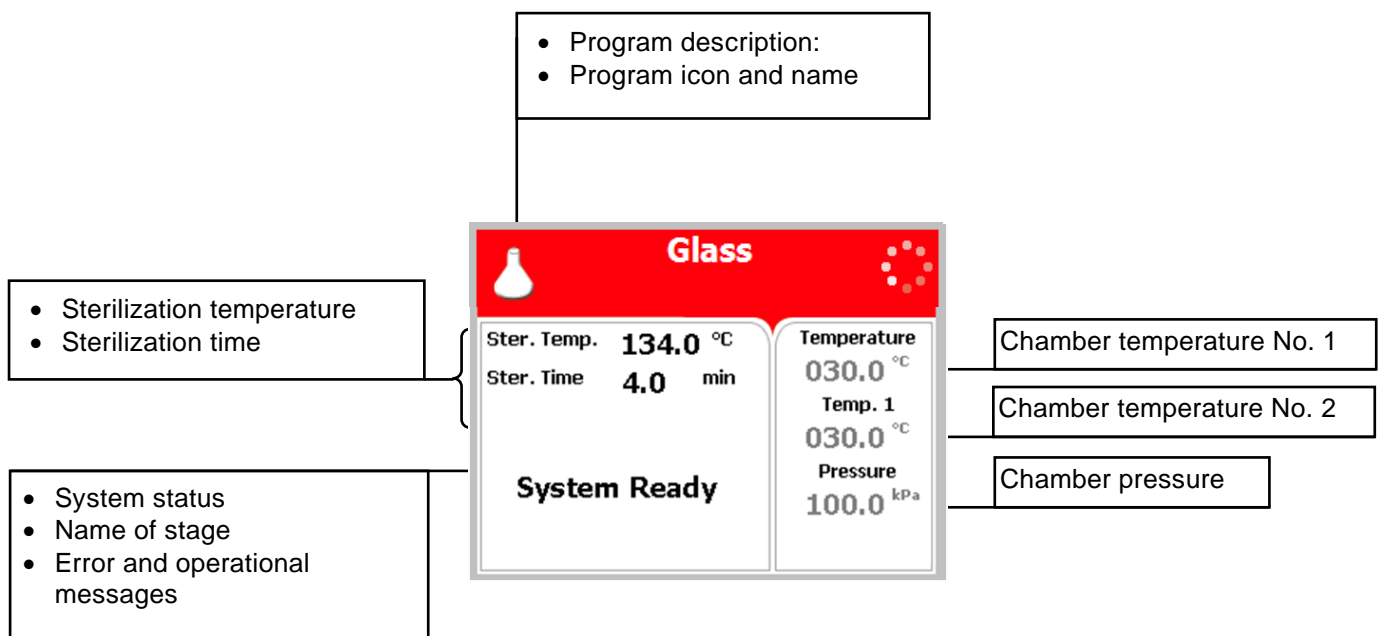 • Program description:
• Program icon and name
Glass
• Sterilization temperature
• Sterilization time
Ster. Temp. 134.0 °C
Ster. Time 4.0 min
System Ready
Temperature
030.0 °C
Temp. 1
030.0 °C
Pressure
100.0 kPa
Chamber temperature No. 1
Chamber temperature No. 2
Chamber pressure
• System status
• Name of stage
• Error and operational
messages